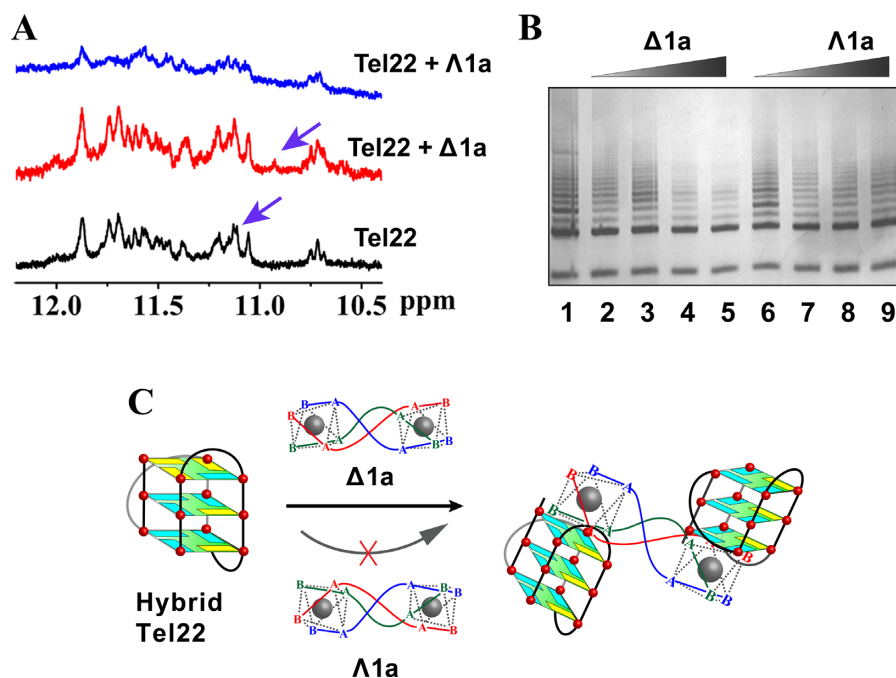 A
Tel22 + Λ1a
Tel22 + Δ1a
Tel22
12.0 11.5 11.0 10.5
ppm
B
Δ1a Λ1a
1 2 3 4 5 6 7 8 9
C
B A A B
B A
B A A B B
Δ1a
B A A B
B A
B A A B
Λ1a
Hybrid
Tel22
B B A
B A
A B
A B B